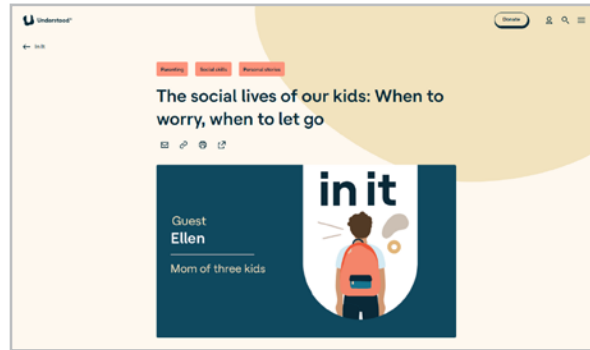 Understood
Donate
← In It
Parenting
Social skills
Personal stories
The social lives of our kids: When to
worry, when to let go
in it
Guest
Ellen
Mom of three kids